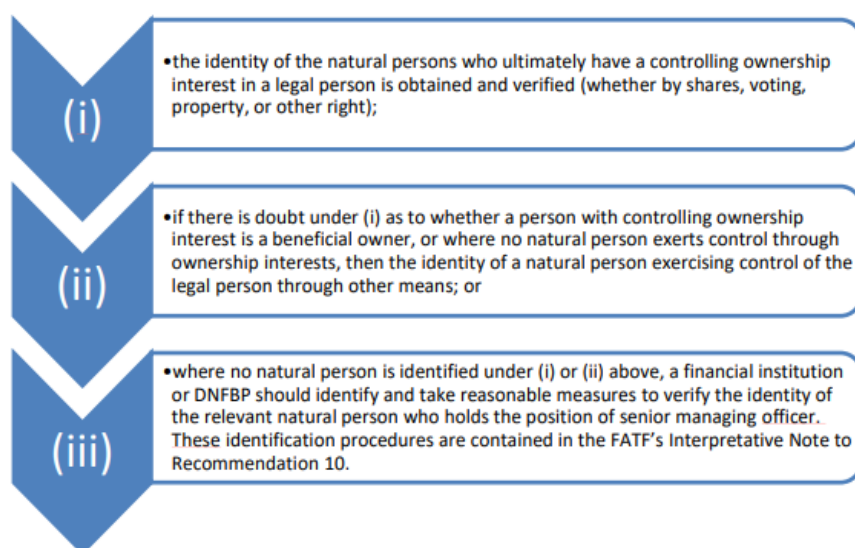 (i)
•the identity of the natural persons who ultimately have a controlling ownership
interest in a legal person is obtained and verified (whether by shares, voting,
property, or other right);
(ii)
•if there is doubt under (i) as to whether a person with controlling ownership
interest is a beneficial owner, or where no natural person exerts control through
ownership interests, then the identity of a natural person exercising control of the
legal person through other means; or
(iii)
•where no natural person is identified under (i) or (ii) above, a financial institution
or DNFBP should identify and take reasonable measures to verify the identity of
the relevant natural person who holds the position of senior managing officer.
These identification procedures are contained in the FATF's Interpretative Note to
Recommendation 10.